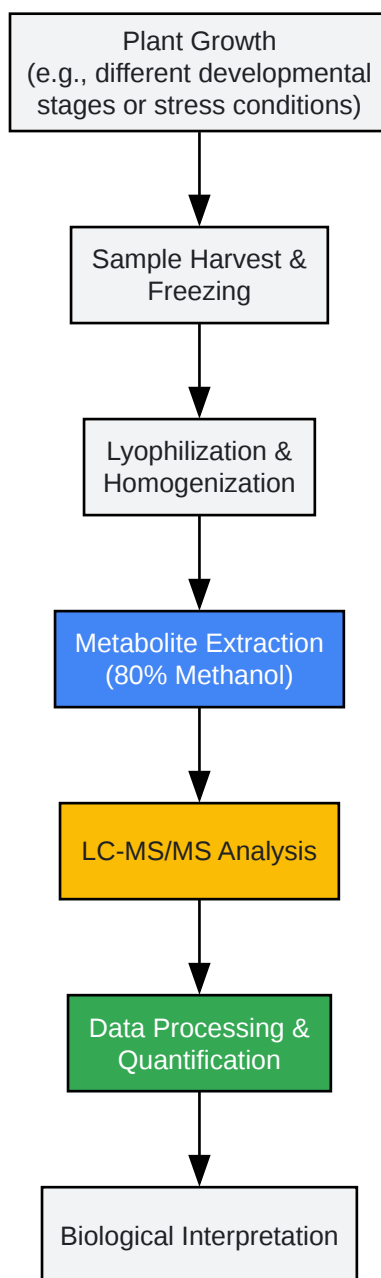 Plant Growth
(e.g., different developmental
stages or stress conditions)
Sample Harvest &
Freezing
Lyophilization &
Homogenization
Metabolite Extraction
(80% Methanol)
LC-MS/MS Analysis
Data Processing &
Quantification
Biological Interpretation